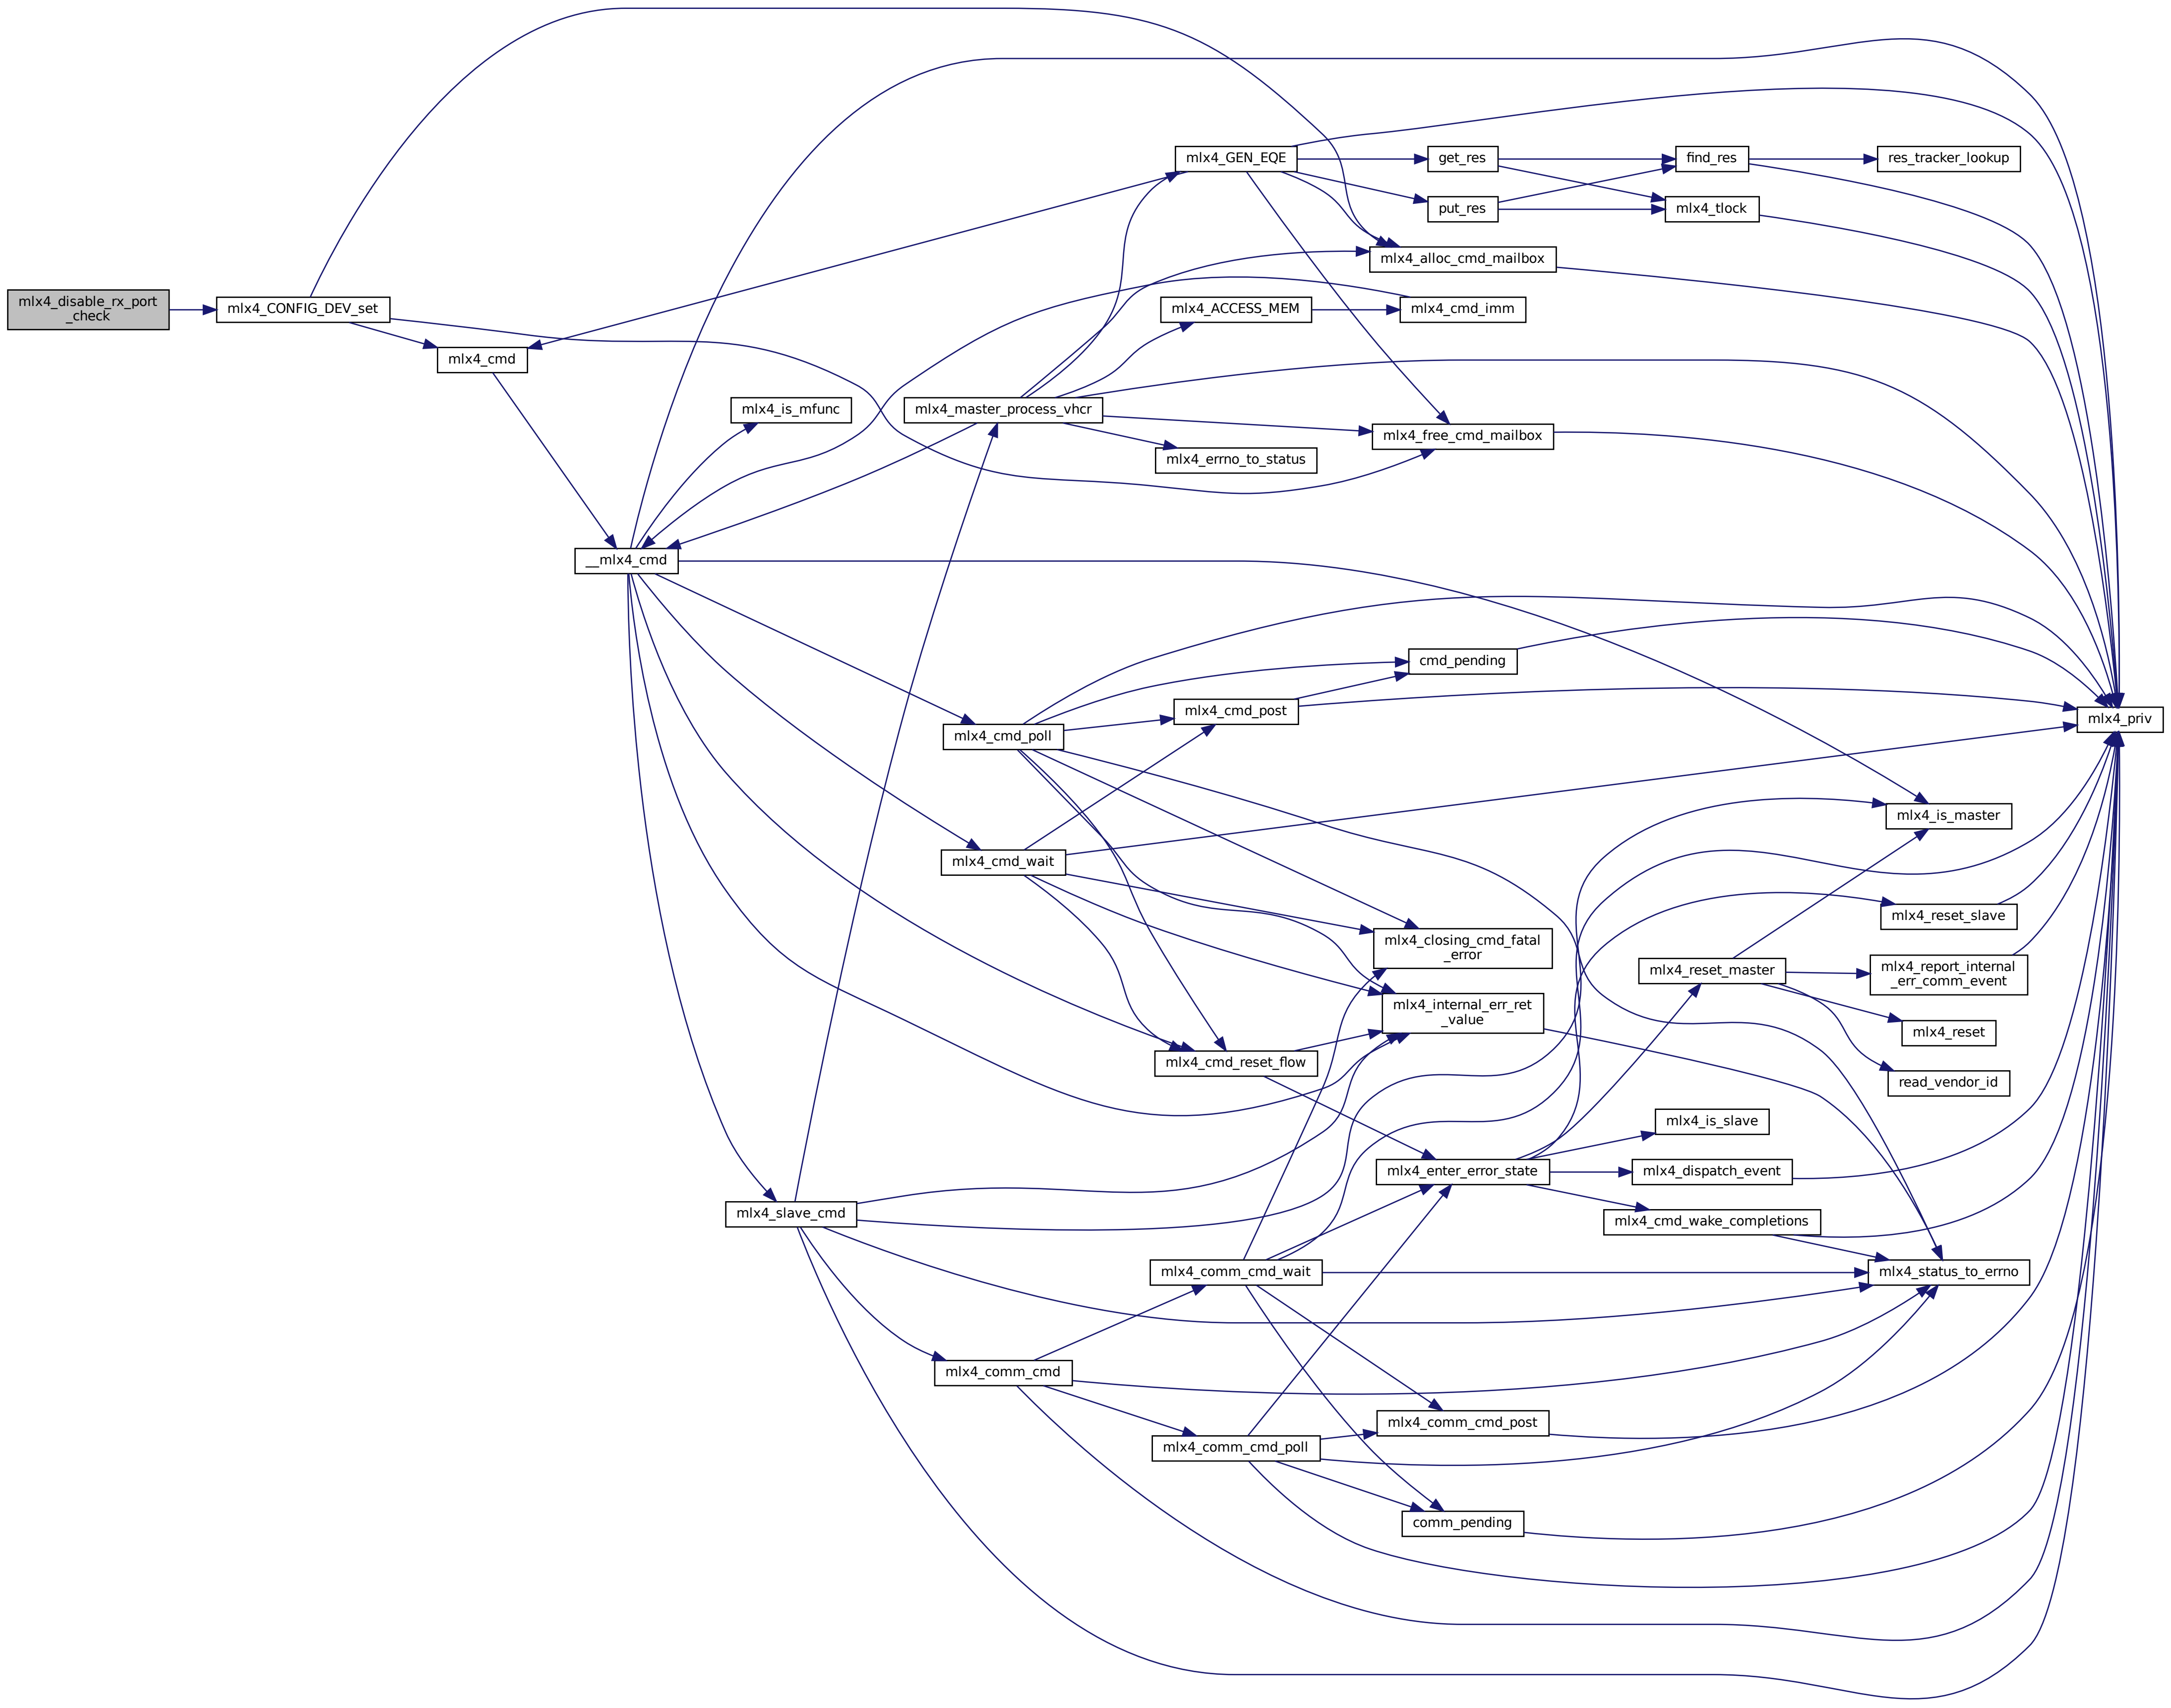 mlx4_disable_rx_port
_check
mlx4_CONFIG_DEV_set
mlx4_cmd
__mlx4_cmd
mlx4_is_mfunc
mlx4_slave_cmd
mlx4_master_process_vhcr
mlx4_cmd_poll
mlx4_cmd_wait
mlx4_comm_cmd
mlx4_GEN_EQE
mlx4_ACCESS_MEM
mlx4_errno_to_status
mlx4_cmd_post
mlx4_cmd_reset_flow
mlx4_comm_cmd_wait
mlx4_comm_cmd_poll
get_res
put_res
mlx4_alloc_cmd_mailbox
mlx4_cmd_imm
mlx4_free_cmd_mailbox
cmd_pending
mlx4_closing_cmd_fatal
_error
mlx4_internal_err_ret
_value
mlx4_enter_error_state
mlx4_comm_cmd_post
comm_pending
find_res
mlx4_tlock
mlx4_reset_master
mlx4_is_slave
mlx4_dispatch_event
mlx4_cmd_wake_completions
res_tracker_lookup
mlx4_is_master
mlx4_reset_slave
mlx4_report_internal
_err_comm_event
mlx4_reset
read_vendor_id
mlx4_status_to_errno
mlx4_priv